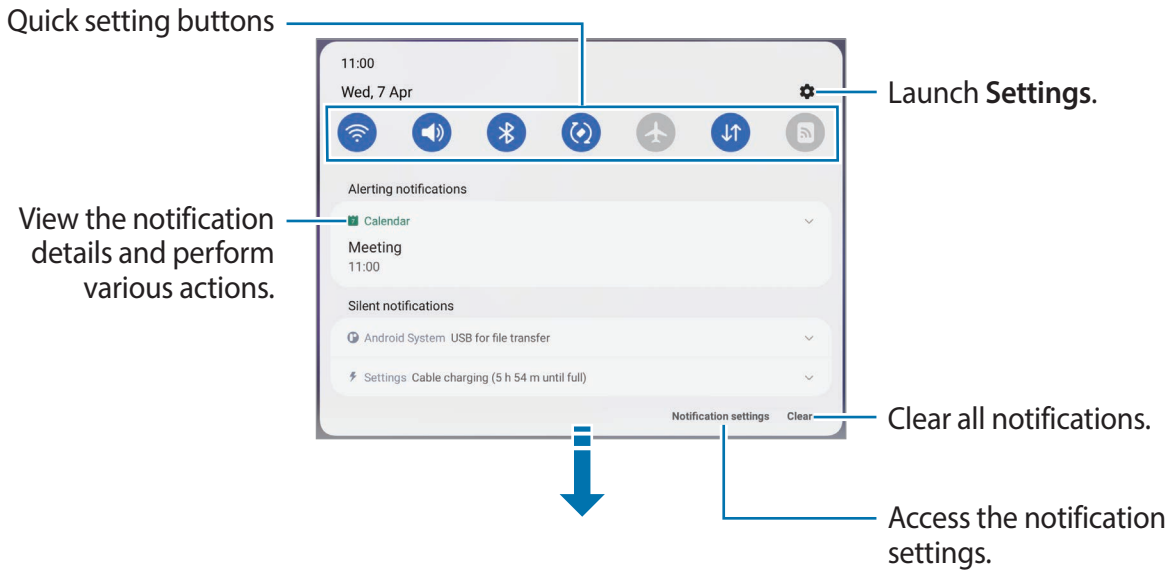 Quick setting buttons
11:00
Wed, 7 Apr
Launch Settings.
Alerting notifications
View the notification
details and perform
various actions.
Calendar
Meeting
11:00
Silent notifications
Android System USB for file transfer
Settings Cable charging (5 h 54 m until full)
Notification settings Clear
Clear all notifications.
Access the notification
settings.